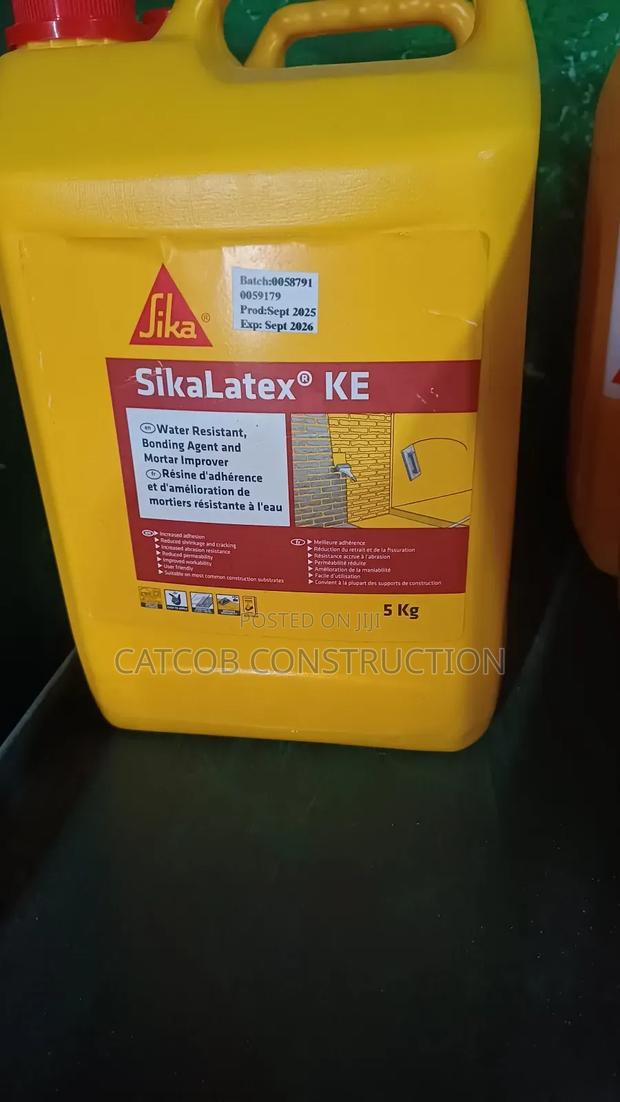 Sika®
Batch:0058791
0059179
Prod:Sept 2025
Exp: Sept 2026
SikaLatex® KE
en Water Resistant,
Bonding Agent and
Mortar Improver
fr Résine d'adhérence
et d'amélioration de
mortiers résistante à l'eau
en ► Increased adhesion
► Reduced shrinkage and cracking
► Increased abrasion resistance
► Reduced permeability
► Improved workability
► User friendly
► Suitable on most common construction substrates
fr ► Meilleure adhérence
► Réduction du retrait et de la fissuration
► Résistance accrue à l'abrasion
► Perméabilité réduite
► Amélioration de la maniabilité
► Facile d'utilisation
► Convient à la plupart des supports de construction
5 Kg
POSTED ON JIJI
CATCOB CONSTRUCTION